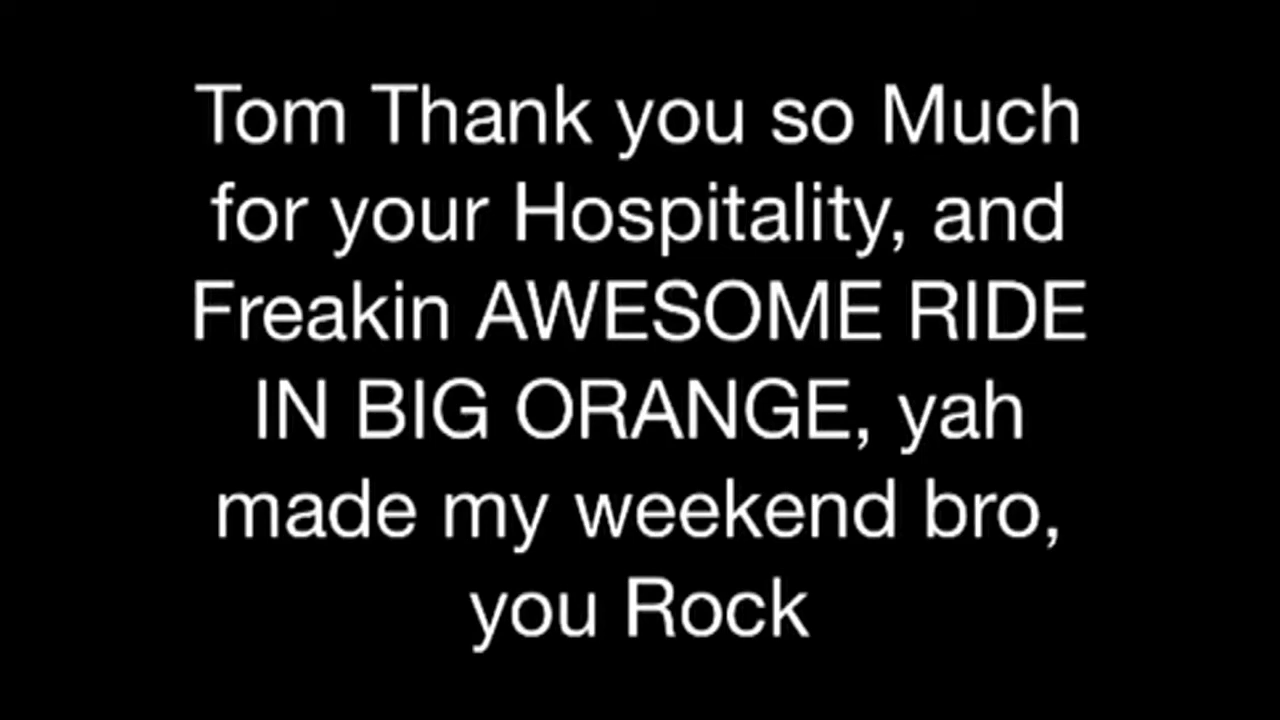 Tom Thank you so Much
for your Hospitality, and
Freakin AWESOME RIDE
IN BIG ORANGE, yah
made my weekend bro,
you Rock